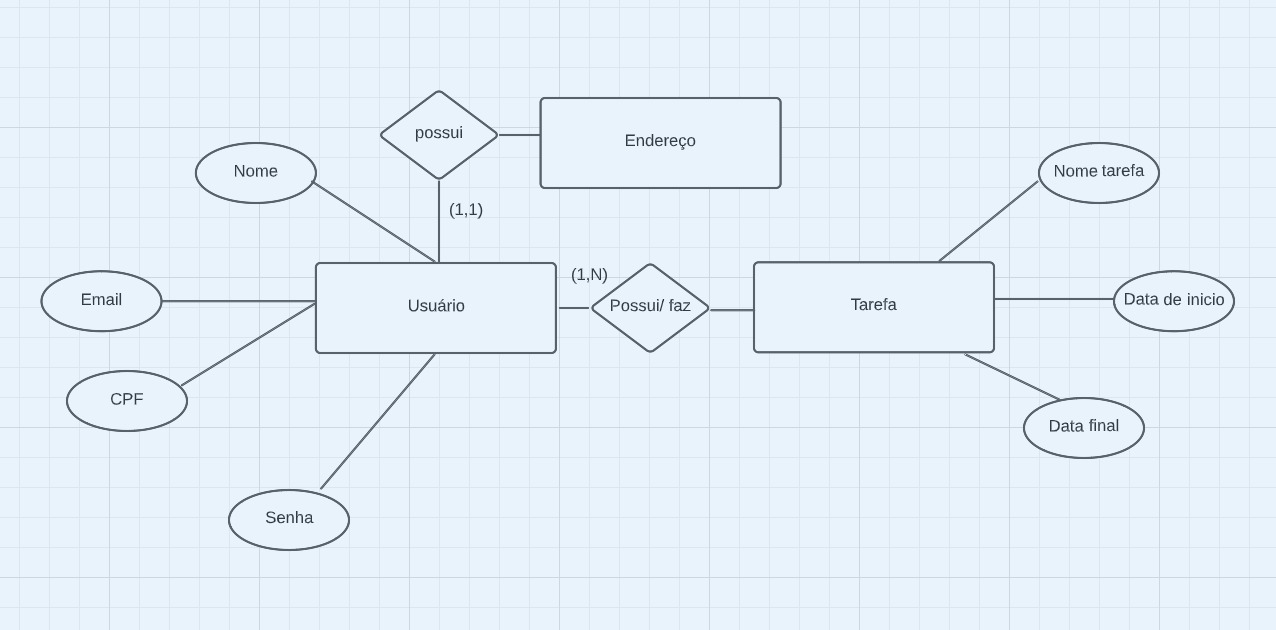 possui
Endereço
Nome
Nome tarefa
(1,1)
(1,N)
Email
Usuário
Possui/ faz
Tarefa
Data de inicio
CPF
Data final
Senha